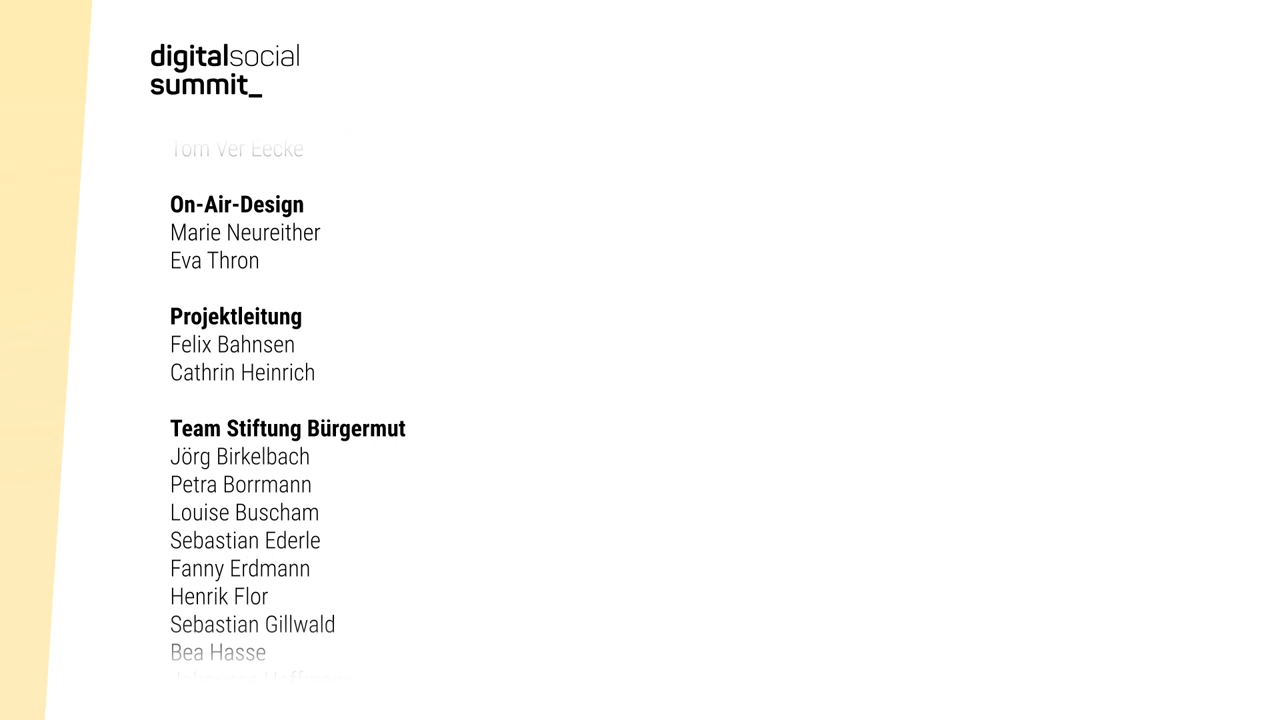 digitalsocial
summit_
Tom Ver Eecke
On-Air-Design
Marie Neureither
Eva Thron
Projektleitung
Felix Bahnsen
Cathrin Heinrich
Team Stiftung Bürgermut
Jörg Birkelbach
Petra Borrmann
Louise Buscham
Sebastian Ederle
Fanny Erdmann
Henrik Flor
Sebastian Gillwald
Bea Hasse